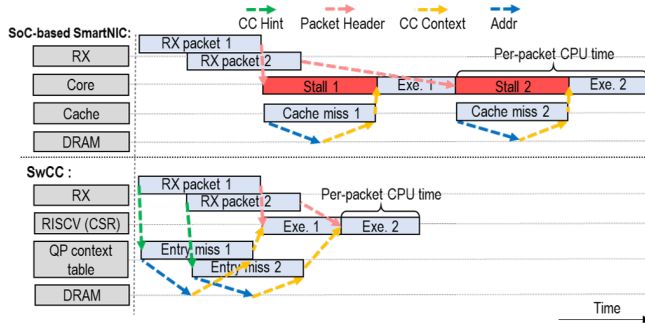 CC Hint Packet Header CC Context Addr
SoC-based SmartNIC:
RX packet 1
RX
RX packet 2
Per-packet CPU time
Core
Stall 1
Exe. 1
Stall 2
Exe. 2
Cache
Cache miss 1
Cache miss 2
DRAM
SwCC :
RX packet 1
RX
RX packet 2
Per-packet CPU time
RISCV (CSR)
Exe. 1
Exe. 2
QP context
table
Entry miss 1
Entry miss 2
DRAM
Time